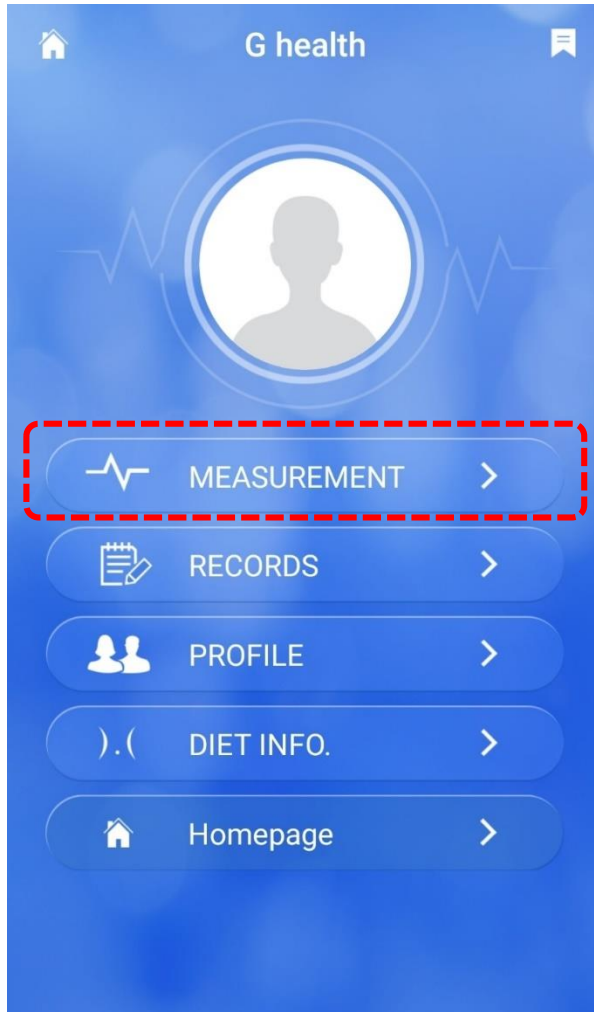 G health
MEASUREMENT
RECORDS
PROFILE
DIET INFO.
Homepage